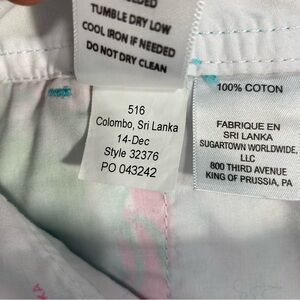 TUMBLE DRY LOW
COOL IRON IF NEEDED
DO NOT DRY CLEAN
516
Colombo, Sri Lanka
14-Dec
Style 32376
PO 043242
100% COTON
FABRIQUE EN
SRI LANKA
SUGARTOWN WORLDWIDE,
LLC
800 THIRD AVENUE
KING OF PRUSSIA, PA